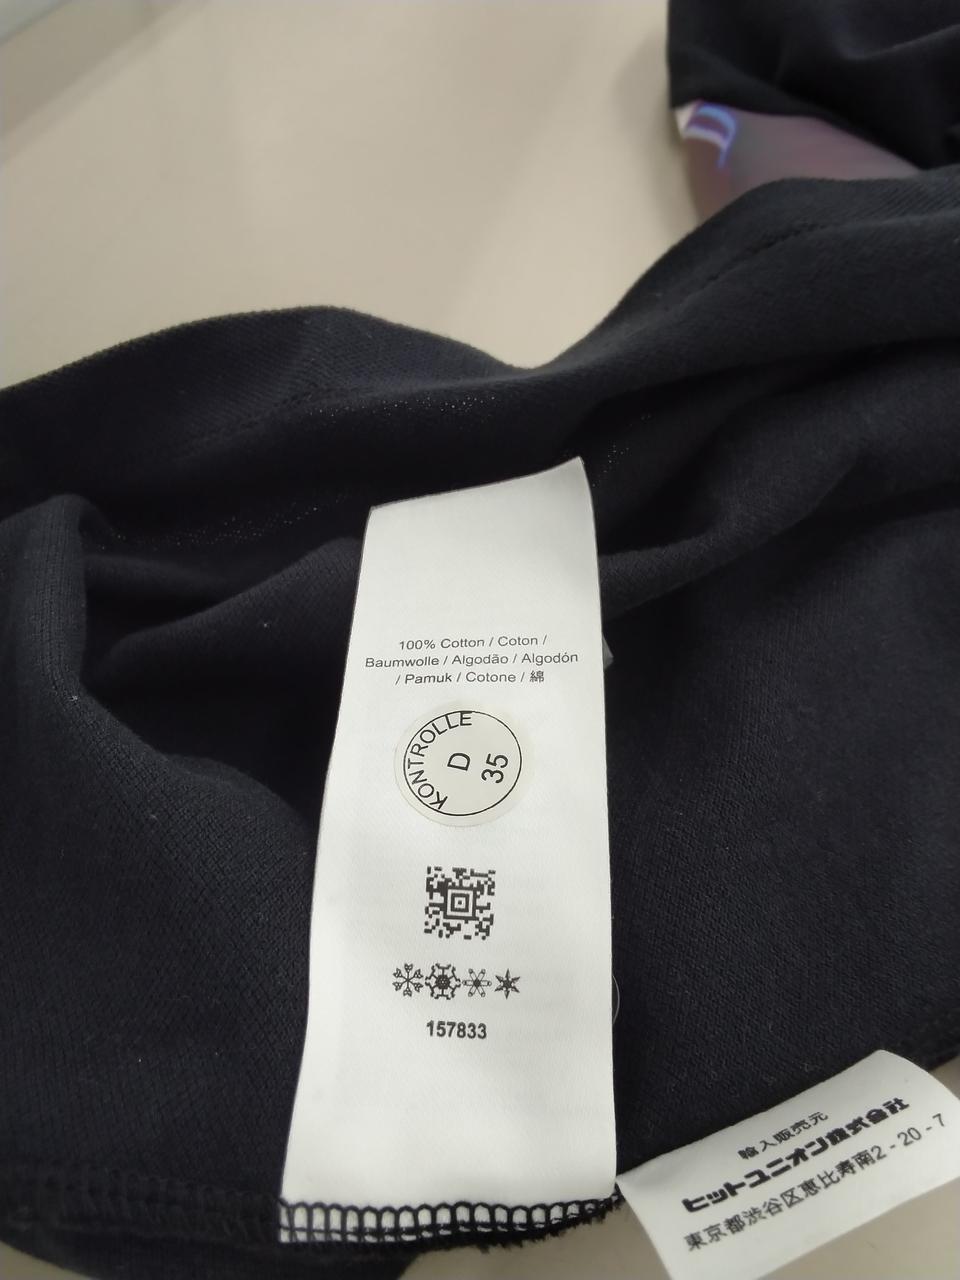 100% Cotton / Coton /
Baumwolle / Algodão / Algodón
/ Pamuk / Cotone / 綿
KONTROLLE
D
35
157833
輸入販売元
ヒットユニオン株式会社
東京都渋谷区恵比寿南2-20-7